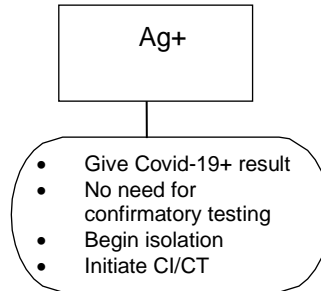 Ag+
• Give Covid-19+ result
• No need for
confirmatory testing
• Begin isolation
• Initiate CI/CT